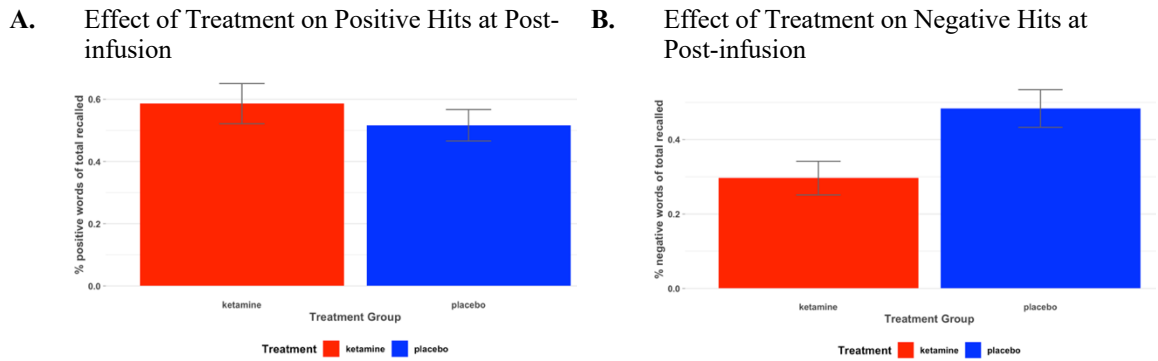 A. Effect of Treatment on Positive Hits at Post-
infusion
% positive words of total recalled
0.6
0.4
0.2
0.0
ketamine placebo
Treatment Group
Treatment ketamine placebo
B. Effect of Treatment on Negative Hits at
Post-infusion
% negative words of total recalled
0.4
0.2
0.0
ketamine placebo
Treatment Group
Treatment ketamine placebo